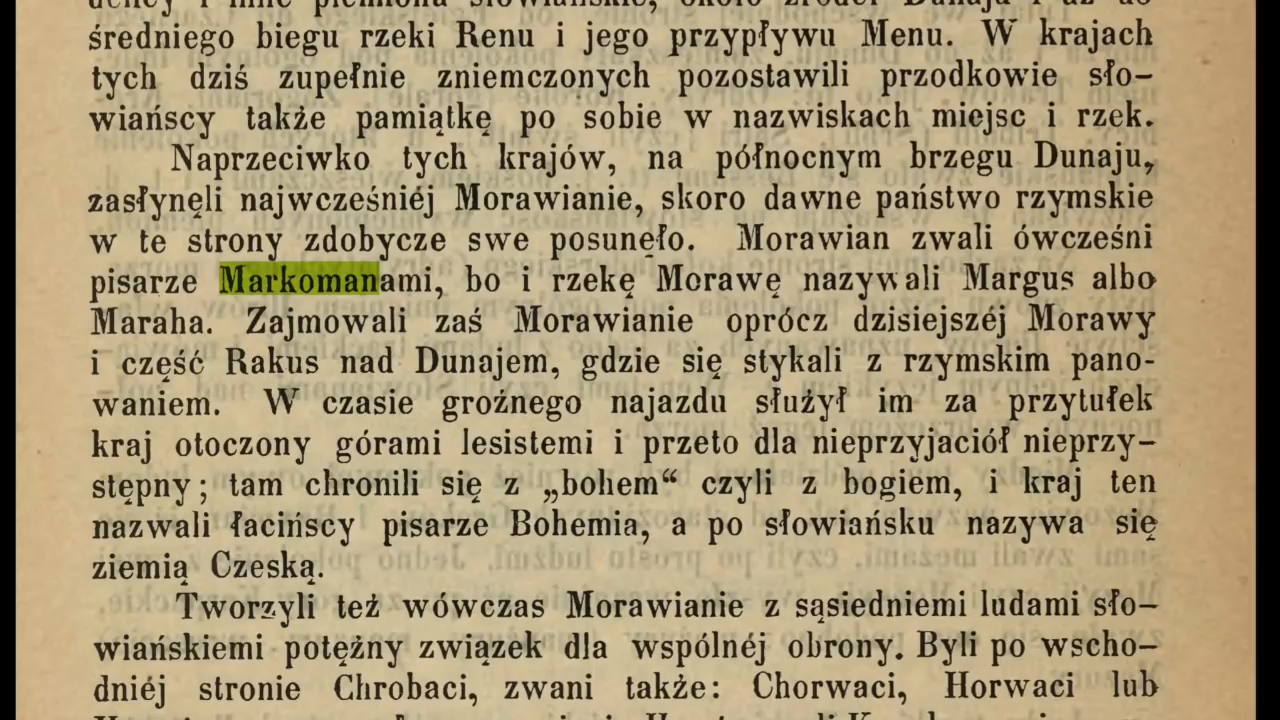 średniego biegu rzeki Renu i jego przypływu Menu. W krajach
tych dziś zupełnie zniemczonych pozostawili przodkowie sło-
wiańscy także pamiątkę po sobie w nazwiskach miejsc i rzek.
Naprzeciwko tych krajów, na północnym brzegu Dunaju,
zasłynęli najwcześniéj Morawianie, skoro dawne państwo rzymskie
w te strony zdobycze swe posunęło. Morawian zwali ówcześni
pisarze Markomanami, bo i rzekę Morawę nazywali Margus albo
Maraha. Zajmowali zaś Morawianie oprócz dzisiejszéj Morawy
i część Rakus nad Dunajem, gdzie się stykali z rzymskim pano-
waniem. W czasie groźnego najazdu służył im za przytułek
kraj otoczony górami lesistemi i przeto dla nieprzyjaciół nieprzy-
stępny; tam chronili się z „bohem“ czyli z bogiem, i kraj ten
nazwali łacińscy pisarze Bohemia, a po słowiańsku nazywa się
ziemią Czeską.
Tworzyli też wówczas Morawianie z sąsiedniemi ludami sło-
wiańskiemi potężny związek dla wspólnéj obrony. Byli po wscho-
dniéj stronie Chrobaci, zwani także: Chorwaci, Horwaci lub